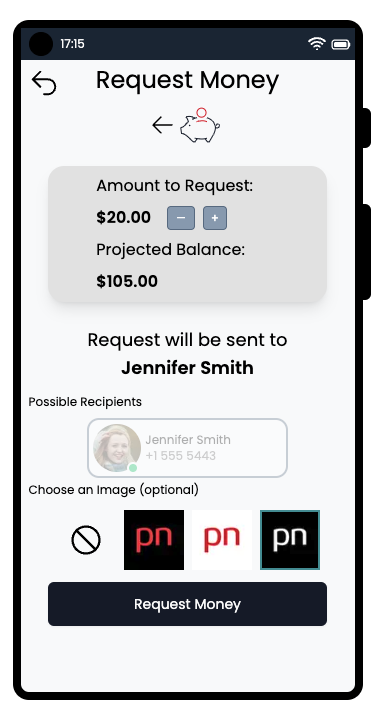 17:15
Request Money
Amount to Request:
$20.00 − +
Projected Balance:
$105.00
Request will be sent to
Jennifer Smith
Possible Recipients
Jennifer Smith
+1 555 5443
Choose an Image (optional)
pn pn pn
Request Money